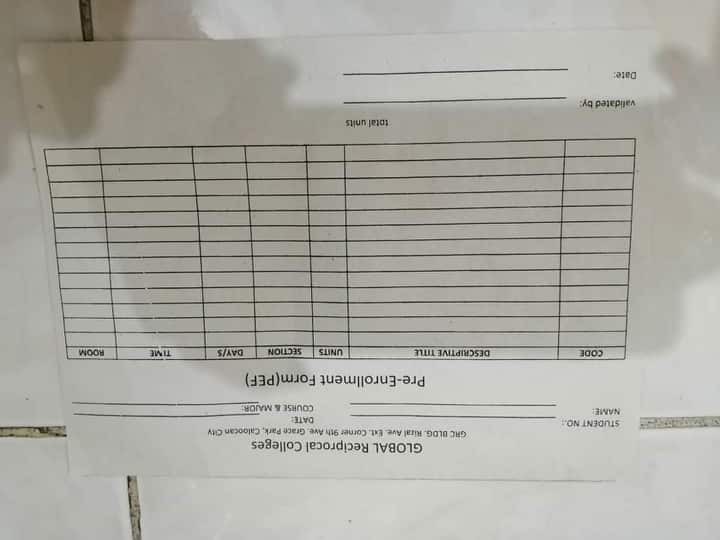 GLOBAL Reciprocal Colleges
GRC BLDG. Rizal Ave. Ext. Corner 9th Ave. Grace Park, Caloocan City
STUDENT NO.: DATE:
NAME: COURSE & MAJOR:
Pre-Enrollment Form(PEF)
CODE DESCRIPTIVE TITLE UNITS SECTION DAY/S TIME ROOM
total units
validated by:
Date: